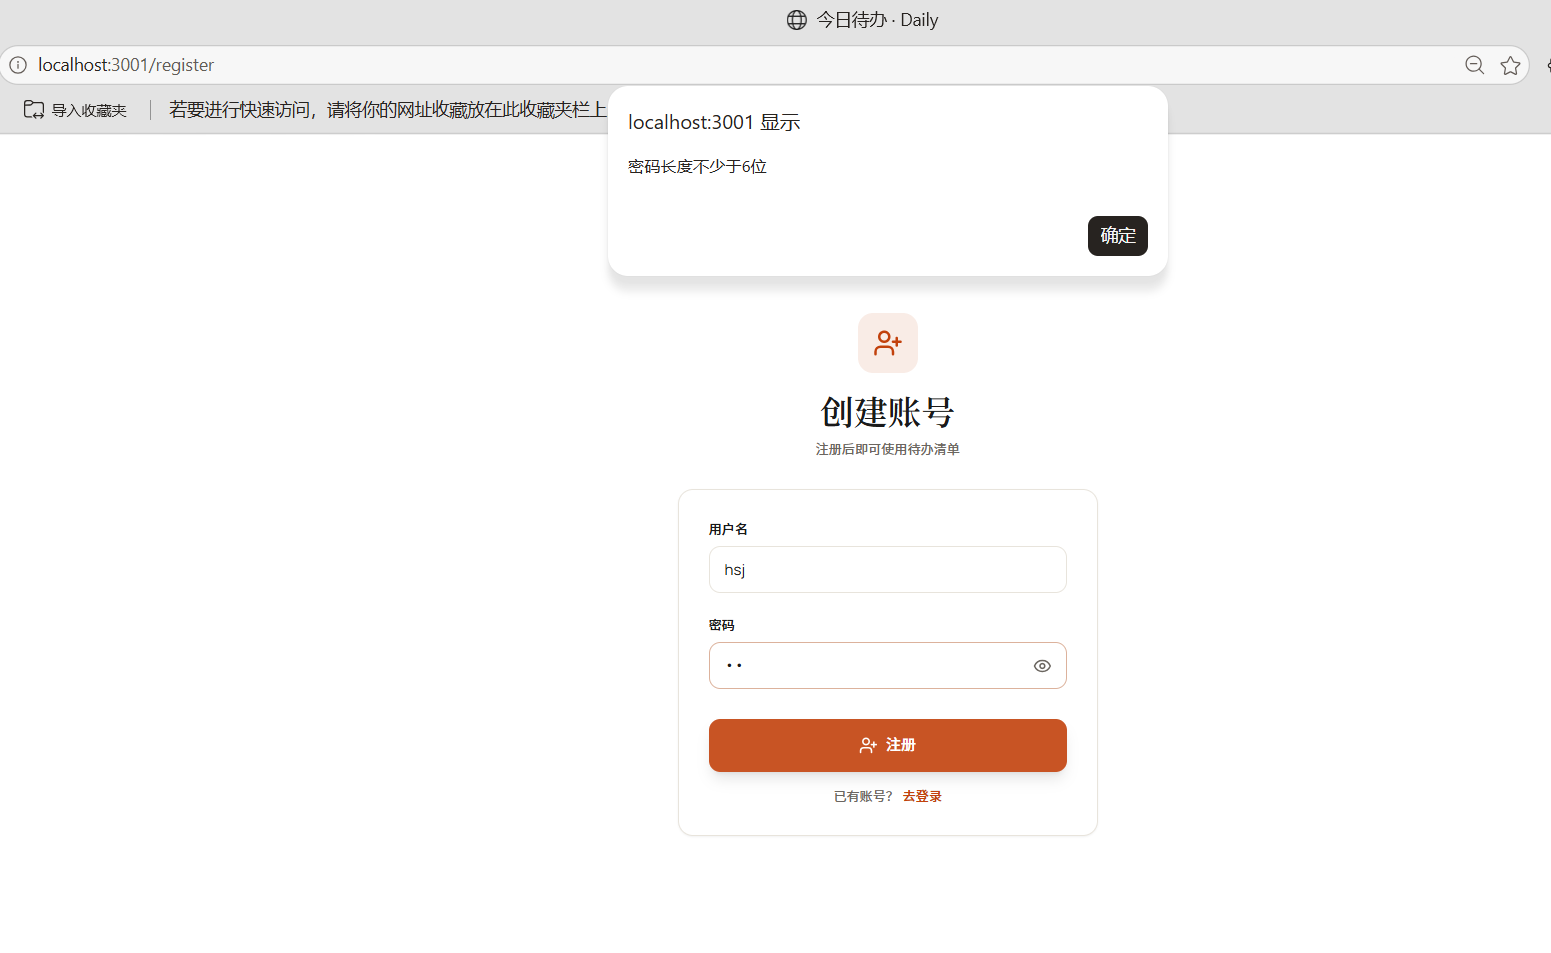 今日待办 · Daily
localhost:3001/register
导入收藏夹
若要进行快速访问，请将你的网址收藏放在此收藏夹栏上
localhost:3001 显示
密码长度不少于6位
确定
创建账号
注册后即可使用待办清单
用户名
hsj
密码
••
注册
已有账号？ 去登录